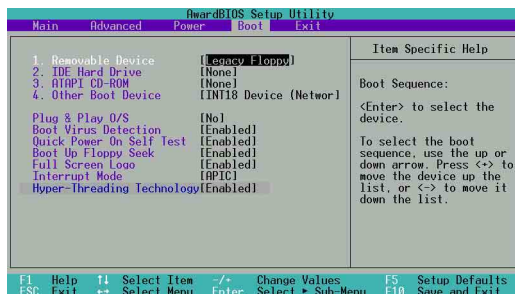 AwardBIOS Setup Utility
Main Advanced Power Boot Exit
1. Removable Device [Legacy Floppy]
2. IDE Hard Drive [None]
3. ATAPI CD-ROM [None]
4. Other Boot Device [INT18 Device (Networ]
Plug & Play O/S [No]
Boot Virus Detection [Enabled]
Quick Power On Self Test [Enabled]
Boot Up Floppy Seek [Enabled]
Full Screen Logo [Enabled]
Interrupt Mode [APIC]
Hyper-Threading Technology[Enabled]
Item Specific Help
Boot Sequence:
<Enter> to select the
device.
To select the boot
sequence, use the up or
down arrow. Press <+> to
move the device up the
list, or <-> to move it
down the list.
F1 Help ↑↓ Select Item -/+ Change Values F5 Setup Defaults
ESC Exit ↔ Select Menu Enter Select ► Sub-Menu F10 Save and Exit